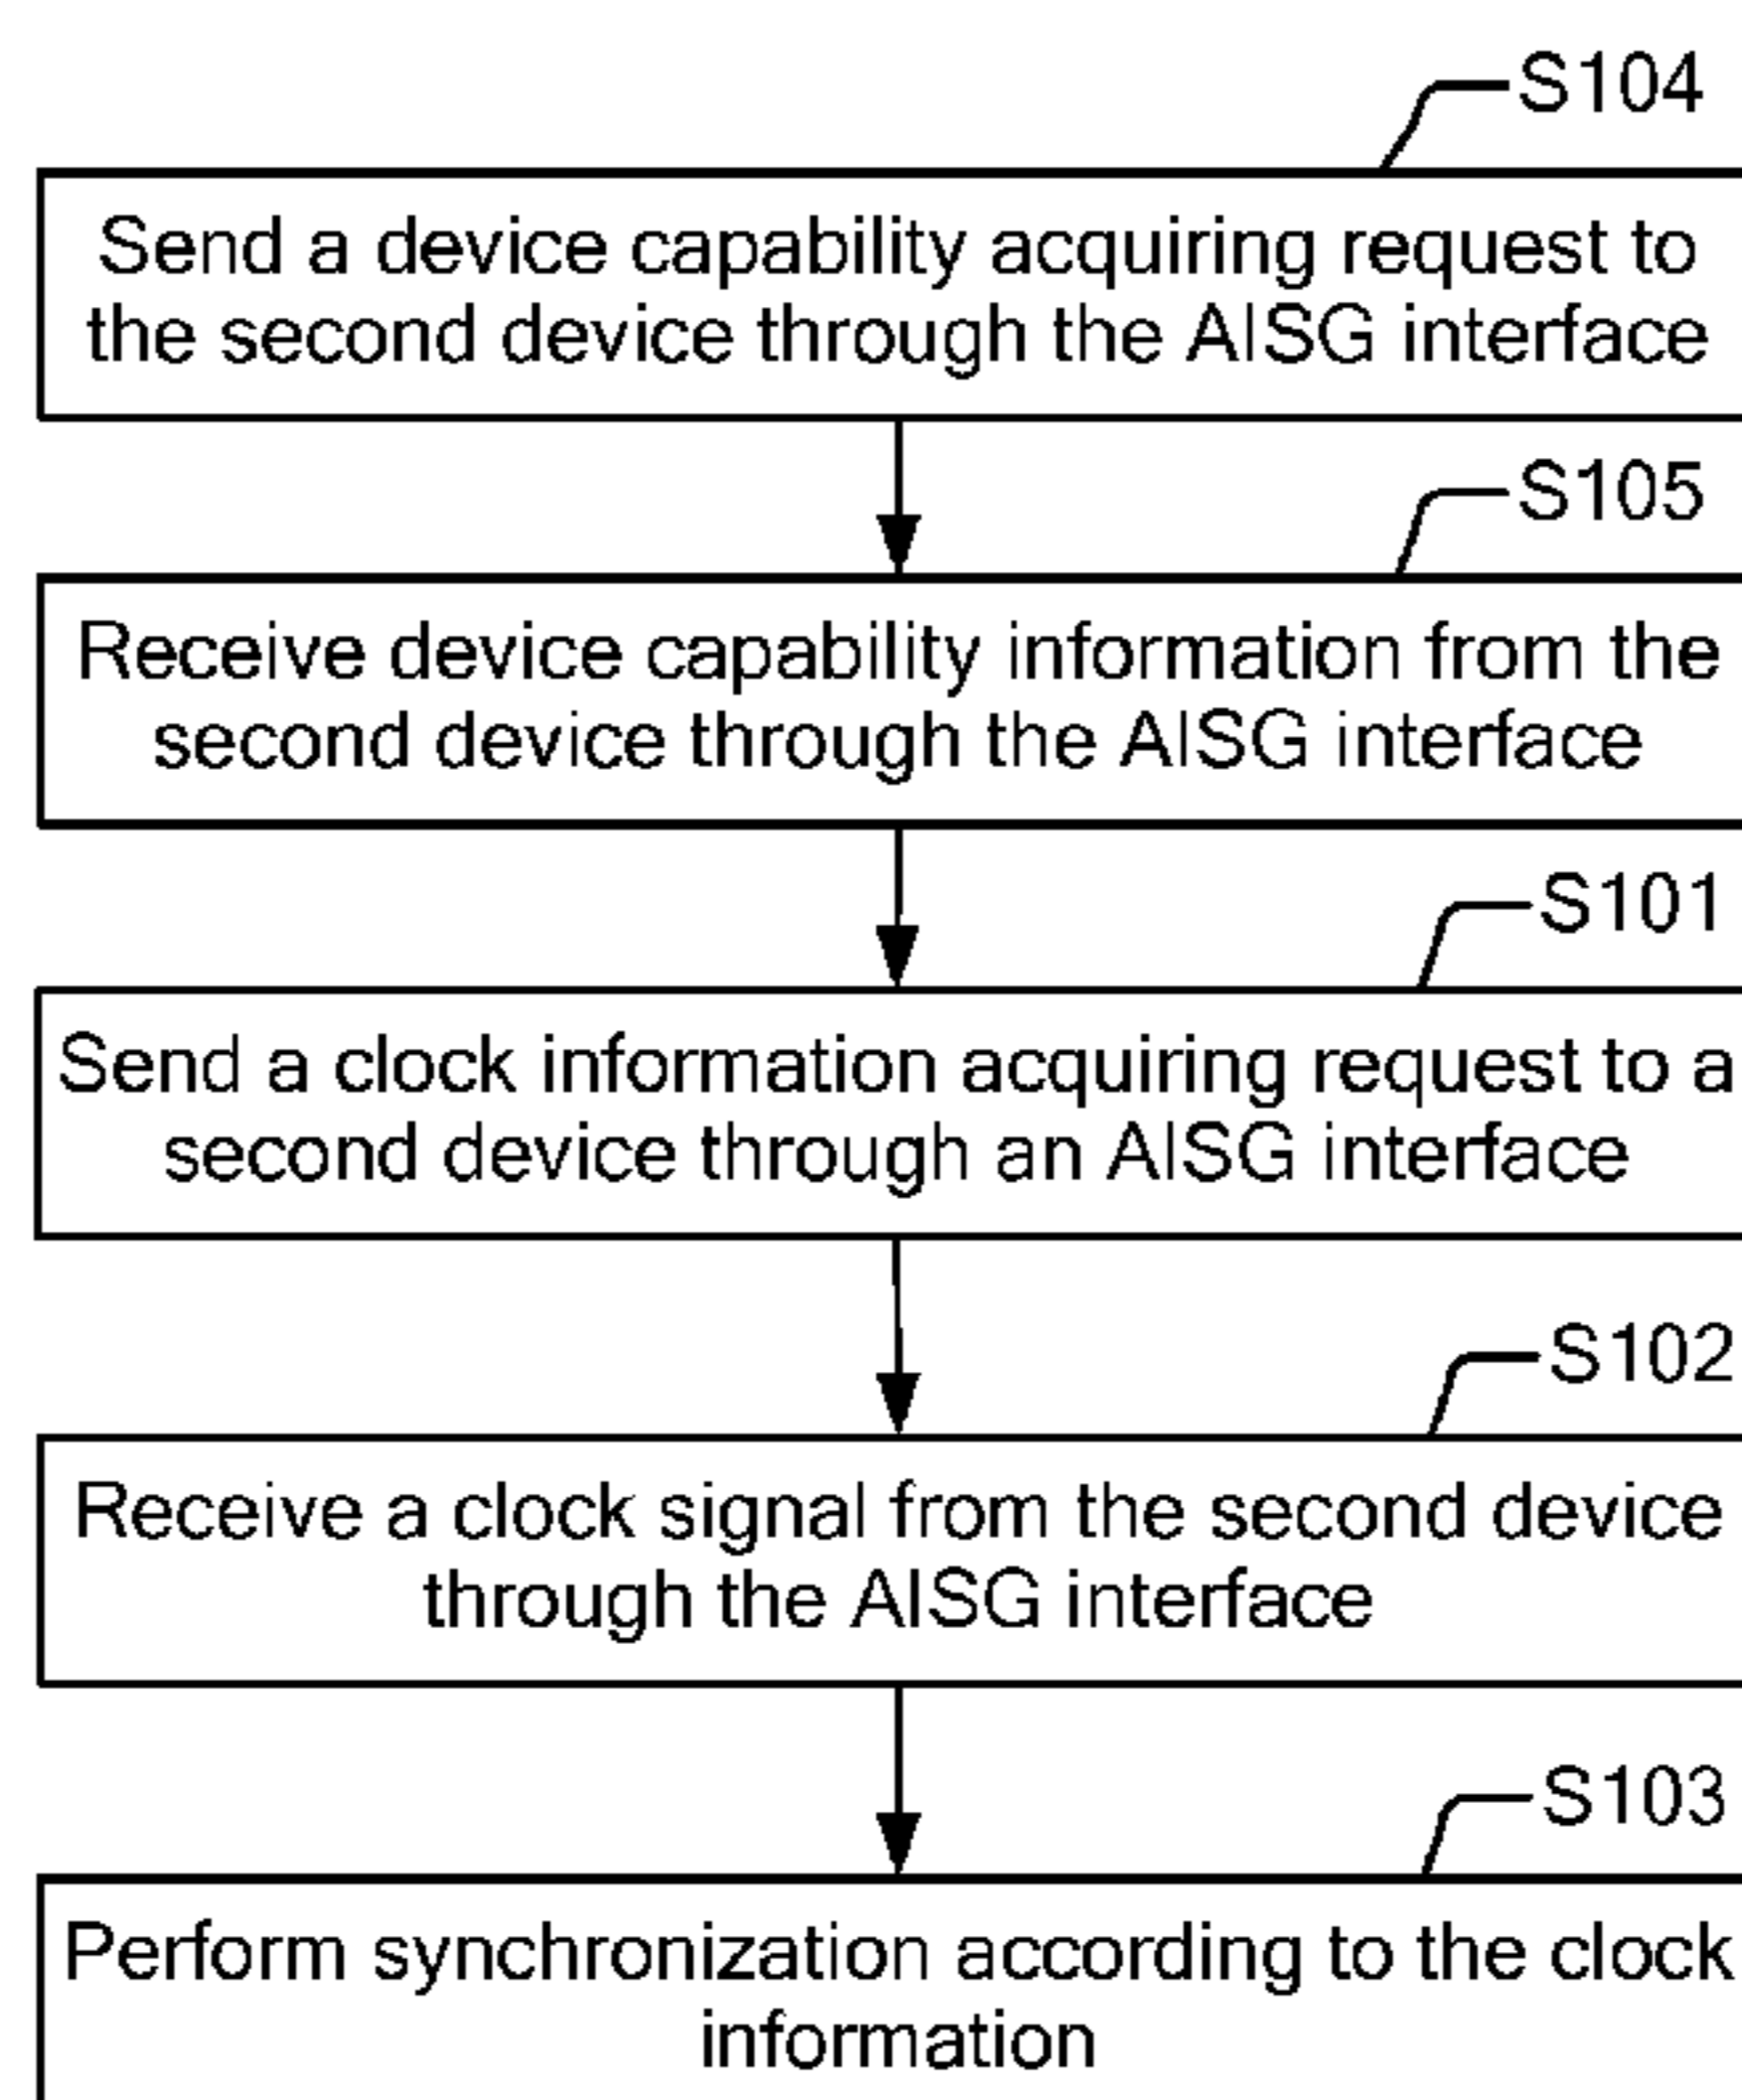 S104
Send a device capability acquiring request to
the second device through the AISG interface
S105
Receive device capability information from the
second device through the AISG interface
S101
Send a clock information acquiring request to a
second device through an AISG interface
S102
Receive a clock signal from the second device
through the AISG interface
S103
Perform synchronization according to the clock
information